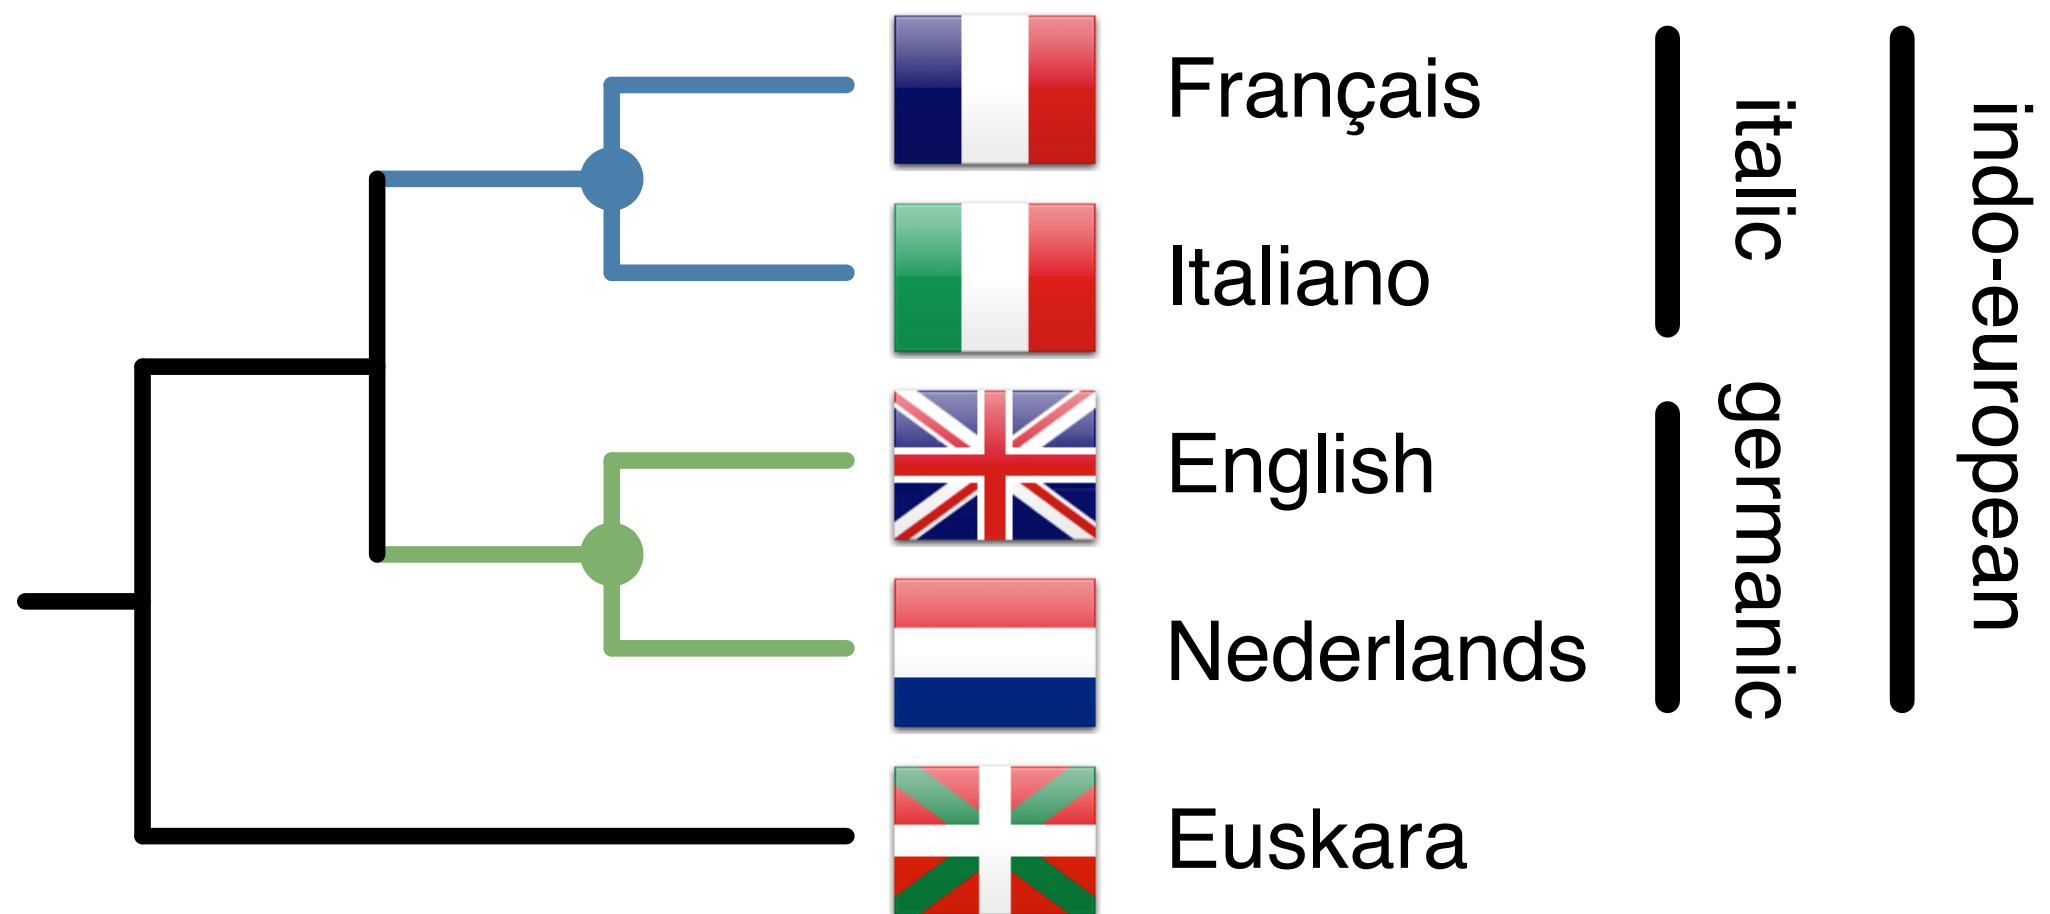 Français
Italiano
English
Nederlands
Euskara
italic
germanic
indo-european